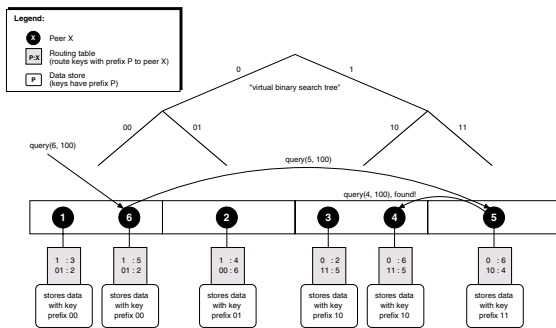 Legend:
X
Peer X
P:X
Routing table
(route keys with prefix P to peer X)
P
Data store
(keys have prefix P)
0
1
"virtual binary search tree"
00
01
10
11
query(6, 100)
query(5, 100)
query(4, 100), found!
1
6
2
3
4
5
1 : 3
01 : 2
1 : 5
01 : 2
1 : 4
00 : 6
0 : 2
11 : 5
0 : 6
11 : 5
0 : 6
10 : 4
stores data
with key
prefix 00
stores data
with key
prefix 00
stores data
with key
prefix 01
stores data
with key
prefix 10
stores data
with key
prefix 10
stores data
with key
prefix 11